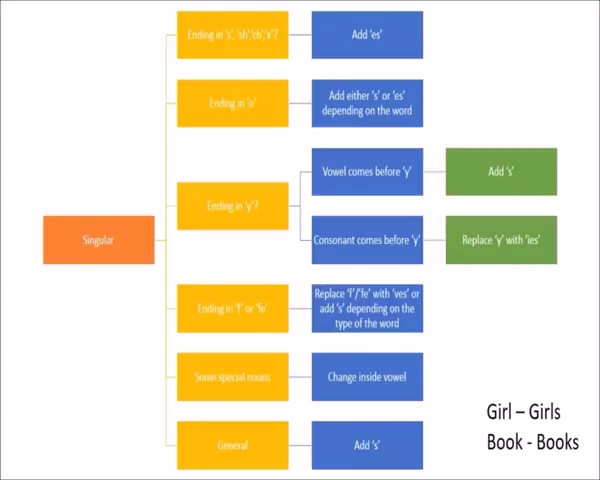 Singular
Ending in 's', 'sh','ch','x'?
Add 'es'
Ending in 'o'
Add either 's' or 'es'
depending on the word
Ending in 'y'?
Vowel comes before 'y'
Add 's'
Consonant comes before 'y'
Replace 'y' with 'ies'
Ending in 'f' or 'fe'
Replace 'f'/'fe' with 'ves' or
add 's' depending on the
type of the word
Some special nouns
Change inside vowel
General
Add 's'
Girl – Girls
Book - Books